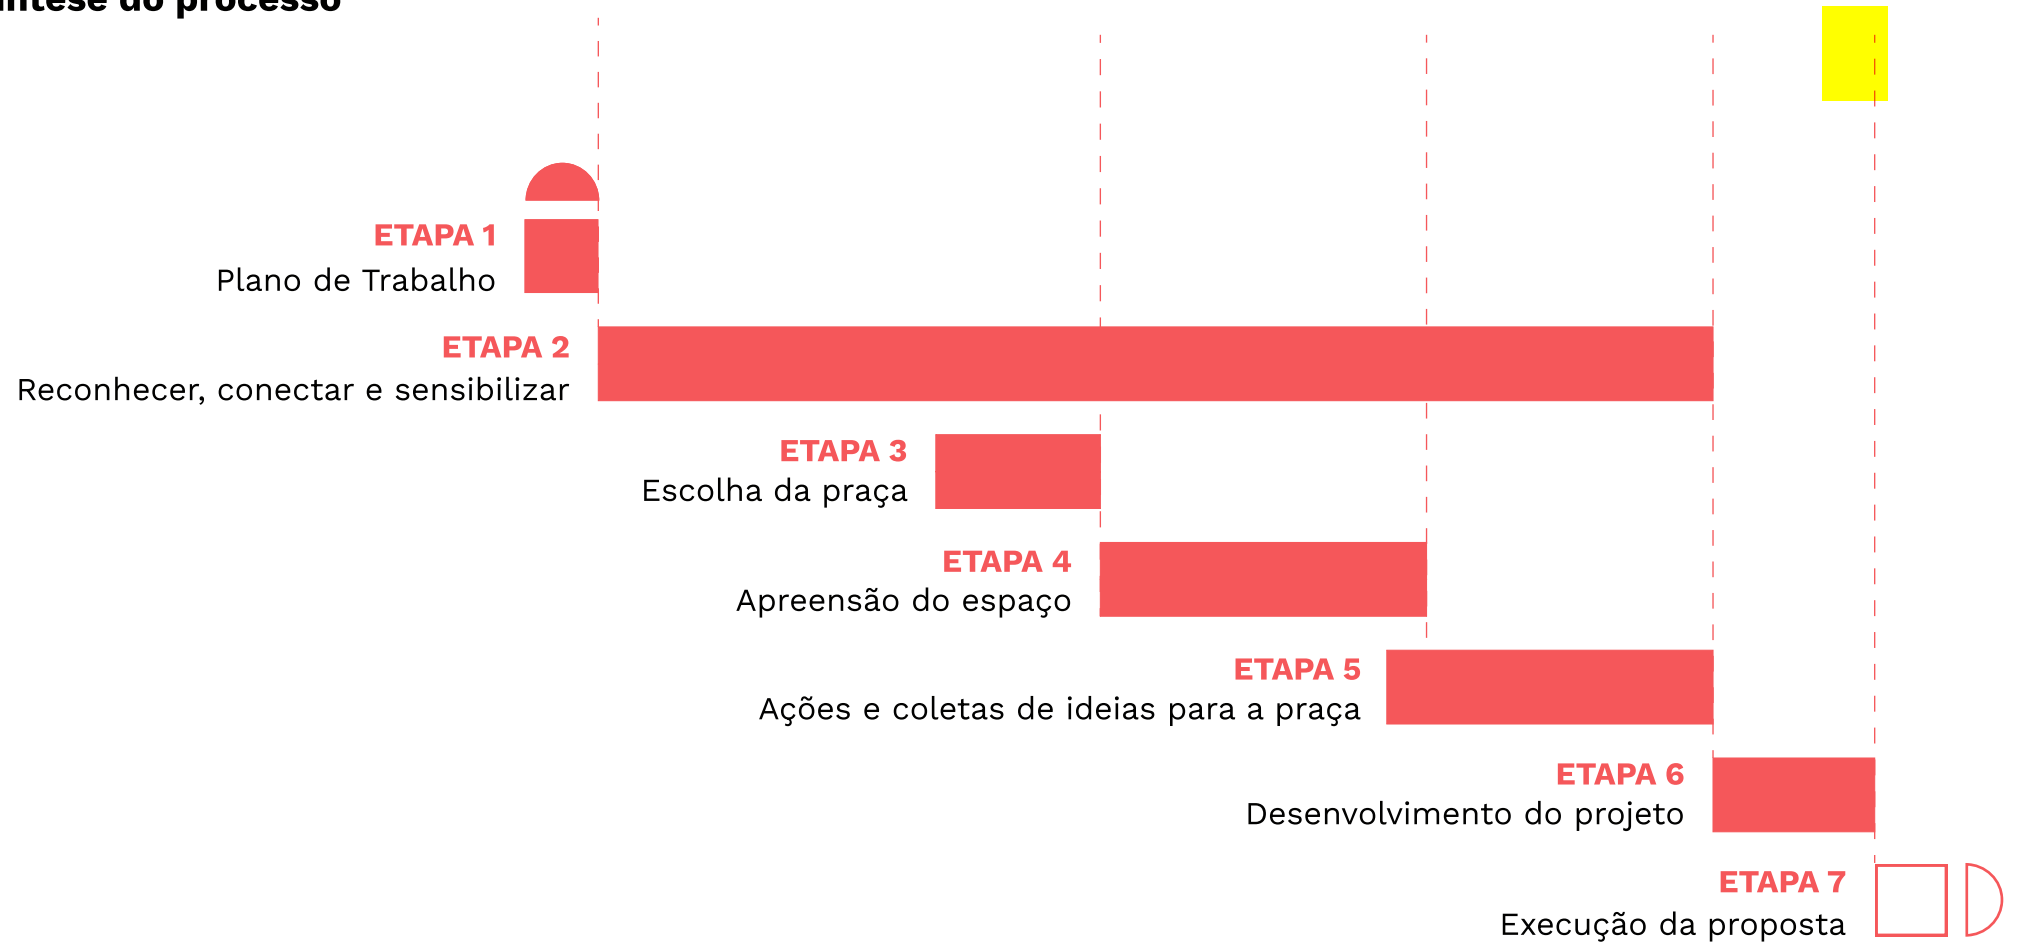 do processo
ETAPA 1
Plano de Trabalho
ETAPA 2
Reconhecer, conectar e sensibilizar
ETAPA 3
Escolha da praça
ETAPA 4
Apreensão do espaço
ETAPA 5
Ações e coletas de ideias para a praça
ETAPA 6
Desenvolvimento do projeto
ETAPA 7
Execução da proposta